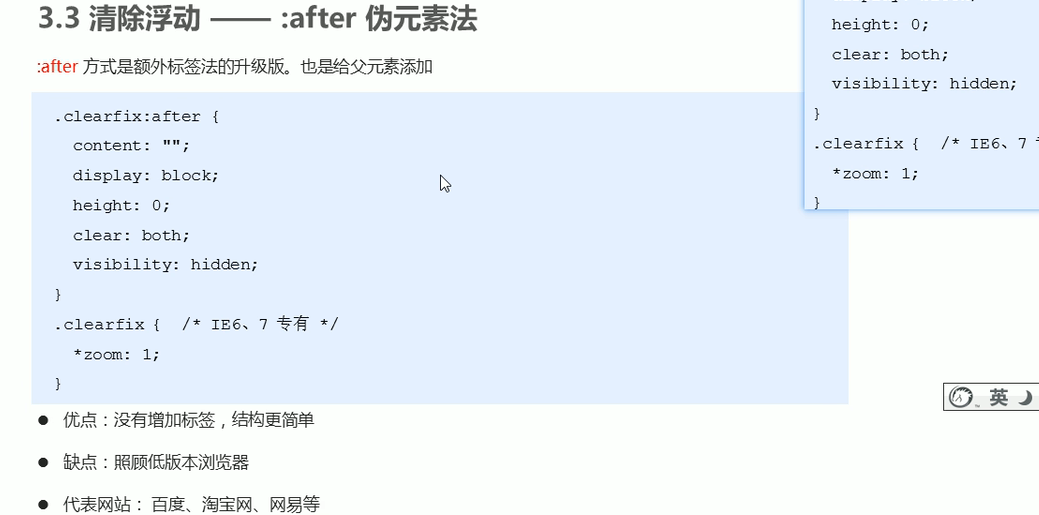 3.3 清除浮动 —— :after 伪元素法
:after 方式是额外标签法的升级版。也是给父元素添加
.clearfix:after {
content: "";
display: block;
height: 0;
clear: both;
visibility: hidden;
}
.clearfix { /* IE6、7 专有 */
*zoom: 1;
}
优点：没有增加标签，结构更简单
缺点：照顾低版本浏览器
代表网站： 百度、淘宝网、网易等
height: 0;
clear: both;
visibility: hidden;
}
.clearfix { /* IE6、7
*zoom: 1;
}
英